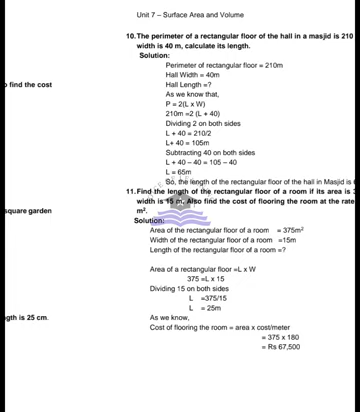 Unit 7 – Surface Area and Volume
10. The perimeter of a rectangular floor of the hall in a masjid is 210
width is 40 m, calculate its length.
Solution:
Perimeter of rectangular floor = 210m
Hall Width = 40m
find the cost
Hall Length =?
As we know that,
P = 2(L x W)
210m =2 (L + 40)
Dividing 2 on both sides
L + 40 = 210/2
L+ 40 = 105m
Subtracting 40 on both sides
L + 40 – 40 = 105 – 40
L = 65m
So, the length of the rectangular floor of the hall in Masjid is
11. Find the length of the rectangular floor of a room if its area is 3
width is 15 m. Also find the cost of flooring the room at the rate
square garden
m².
Solution:
Area of the rectangular floor of a room = 375m²
Width of the rectangular floor of a room =15m
Length of the rectangular floor of a room =?
Area of a rectangular floor =L x W
375 =L x 15
Dividing 15 on both sides
L =375/15
L = 25m
gth is 25 cm.
As we know,
Cost of flooring the room = area x cost/meter
= 375 x 180
= Rs 67,500